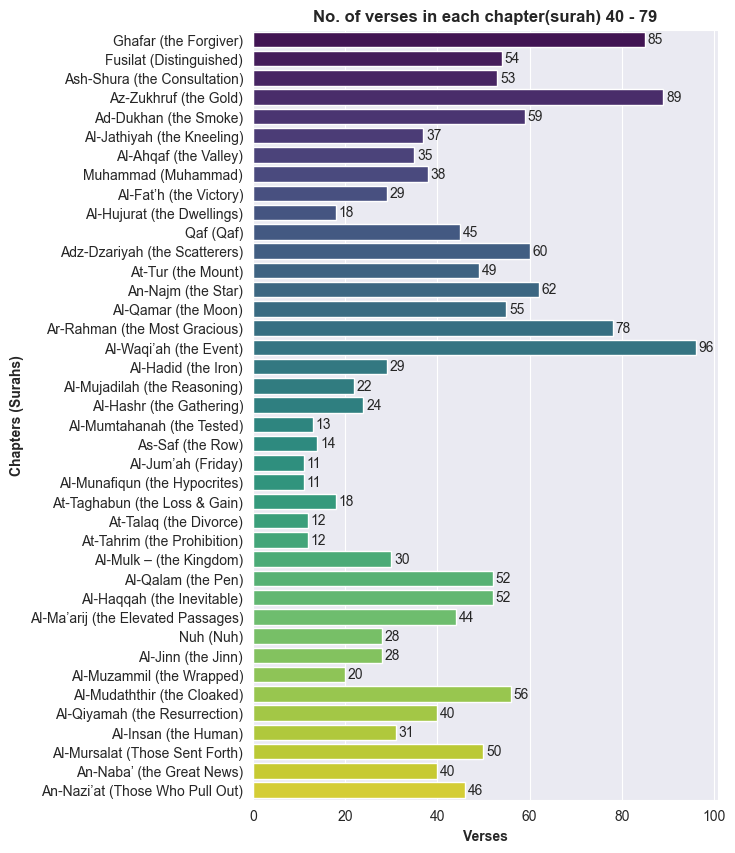 No. of verses in each chapter(surah) 40 - 79
Ghafar (the Forgiver) 85
Fusilat (Distinguished) 54
Ash-Shura (the Consultation) 53
Az-Zukhruf (the Gold) 89
Ad-Dukhan (the Smoke) 59
Al-Jathiyah (the Kneeling) 37
Al-Ahqaf (the Valley) 35
Muhammad (Muhammad) 38
Al-Fat’h (the Victory) 29
Al-Hujurat (the Dwellings) 18
Qaf (Qaf) 45
Adz-Dzariyah (the Scatterers) 60
At-Tur (the Mount) 49
An-Najm (the Star) 62
Al-Qamar (the Moon) 55
Ar-Rahman (the Most Gracious) 78
Al-Waqi’ah (the Event) 96
Al-Hadid (the Iron) 29
Al-Mujadilah (the Reasoning) 22
Al-Hashr (the Gathering) 24
Al-Mumtahanah (the Tested) 13
As-Saf (the Row) 14
Al-Jum’ah (Friday) 11
Al-Munafiqun (the Hypocrites) 11
At-Taghabun (the Loss & Gain) 18
At-Talaq (the Divorce) 12
At-Tahrim (the Prohibition) 12
Al-Mulk – (the Kingdom) 30
Al-Qalam (the Pen) 52
Al-Haqqah (the Inevitable) 52
Al-Ma’arij (the Elevated Passages) 44
Nuh (Nuh) 28
Al-Jinn (the Jinn) 28
Al-Muzammil (the Wrapped) 20
Al-Mudaththir (the Cloaked) 56
Al-Qiyamah (the Resurrection) 40
Al-Insan (the Human) 31
Al-Mursalat (Those Sent Forth) 50
An-Naba’ (the Great News) 40
An-Nazi’at (Those Who Pull Out) 46
Chapters (Surahs)
0 20 40 60 80 100
Verses